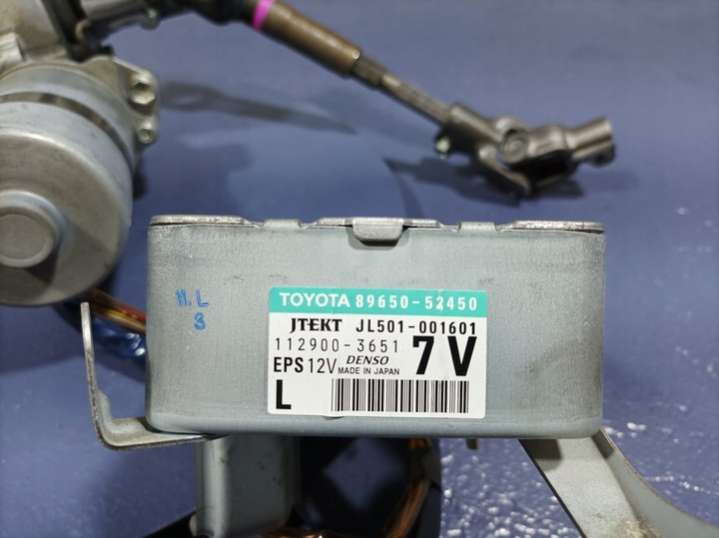 H.L
3
TOYOTA 89650-52450
JTEKT JL501-001601
112900-3651 7V
EPS 12V DENSO
MADE IN JAPAN
L